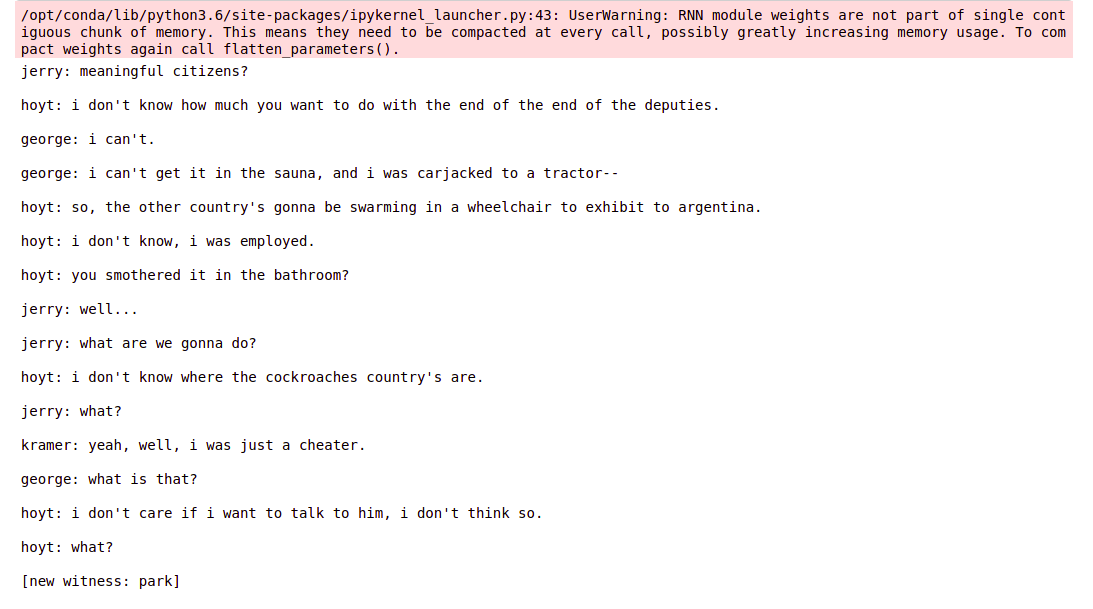 /opt/conda/lib/python3.6/site-packages/ipykernel_launcher.py:43: UserWarning: RNN module weights are not part of single cont
iguous chunk of memory. This means they need to be compacted at every call, possibly greatly increasing memory usage. To com
pact weights again call flatten_parameters().
jerry: meaningful citizens?
hoyt: i don't know how much you want to do with the end of the end of the deputies.
george: i can't.
george: i can't get it in the sauna, and i was carjacked to a tractor--
hoyt: so, the other country's gonna be swarming in a wheelchair to exhibit to argentina.
hoyt: i don't know, i was employed.
hoyt: you smothered it in the bathroom?
jerry: well...
jerry: what are we gonna do?
hoyt: i don't know where the cockroaches country's are.
jerry: what?
kramer: yeah, well, i was just a cheater.
george: what is that?
hoyt: i don't care if i want to talk to him, i don't think so.
hoyt: what?
[new witness: park]